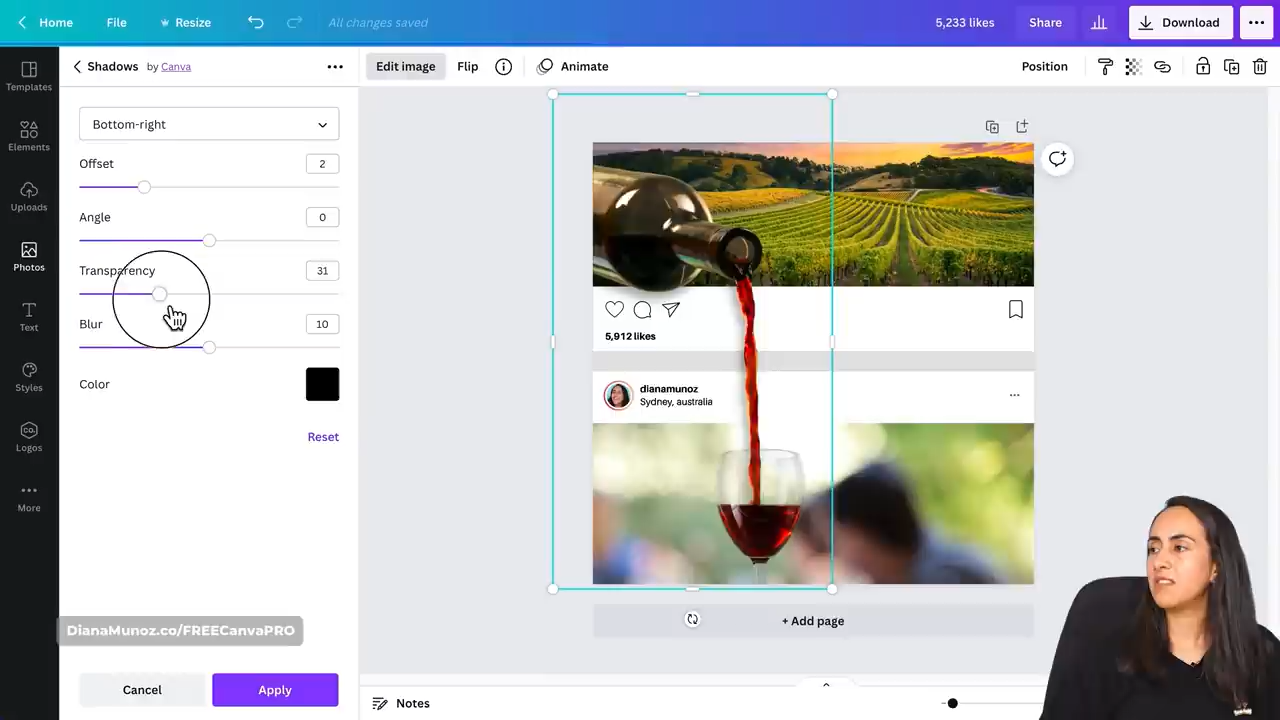 Home
File
Resize
All changes saved
5,233 likes
Share
Download
Templates
Elements
Uploads
Photos
Text
Styles
Logos
CO.
More
Shadows by Canva
Bottom-right
Offset 2
Angle 0
Transparency 31
Blur 10
Color
Reset
DianaMunoz.co/FREECanvaPRO
Cancel
Apply
Edit image
Flip
Animate
Position
5,912 likes
dianamunoz
Sydney, australia
+ Add page
Notes